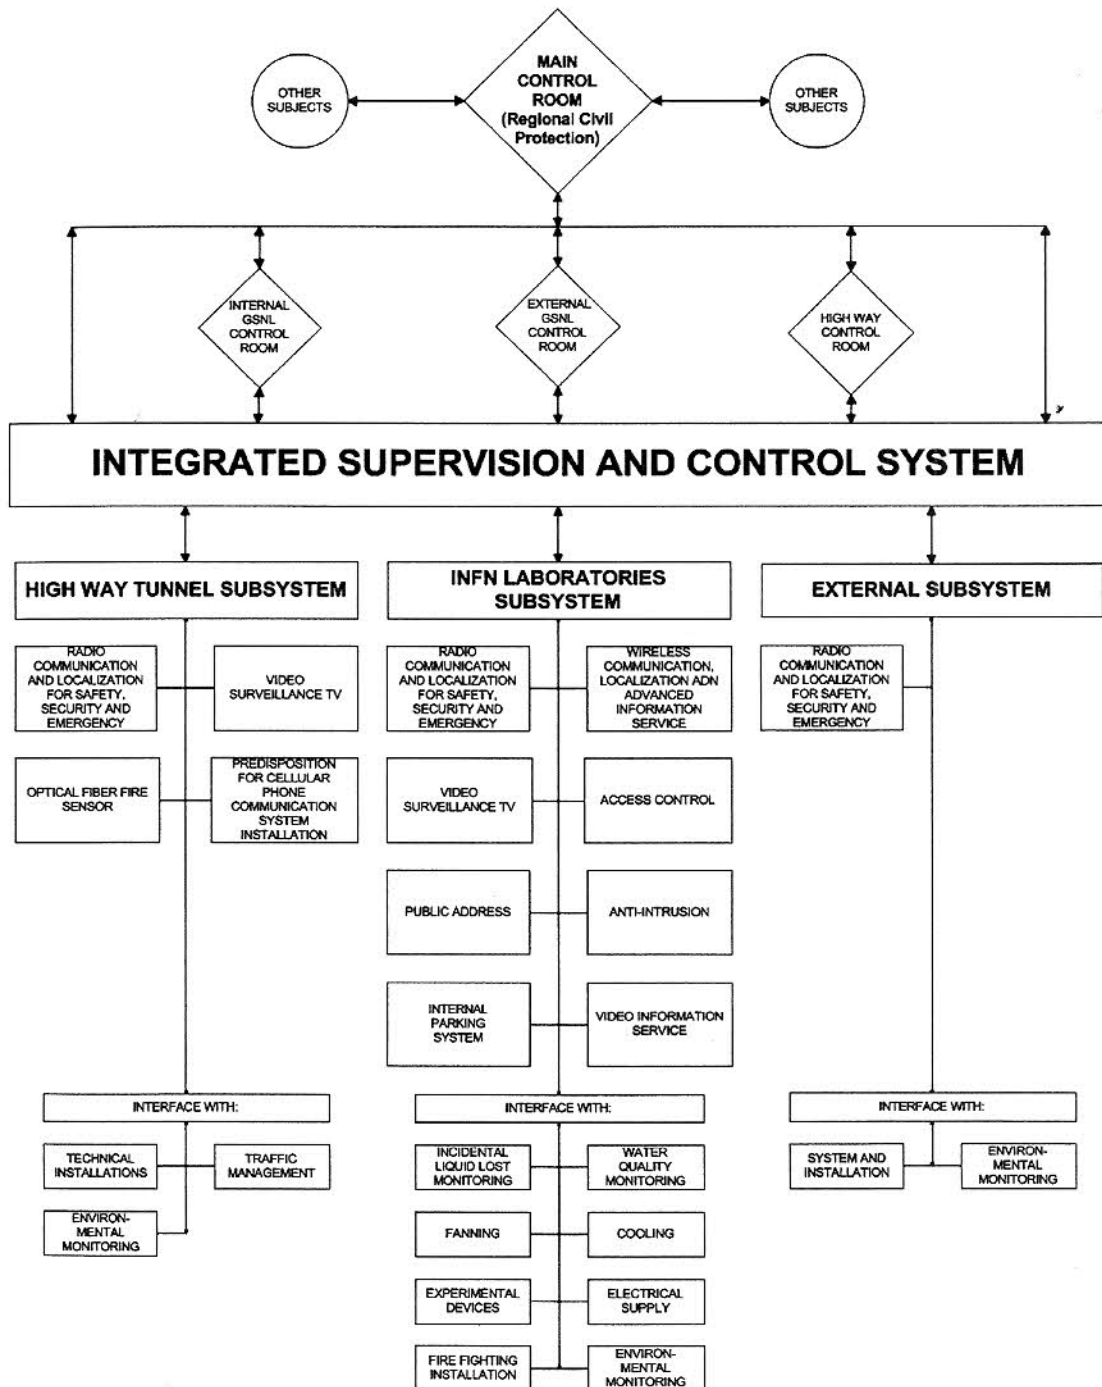 MAIN
CONTROL
ROOM
(Regional Civil
Protection)
OTHER
SUBJECTS
OTHER
SUBJECTS
INTERNAL
GSNL
CONTROL
ROOM
EXTERNAL
GSNL
CONTROL
ROOM
HIGH WAY
CONTROL
ROOM
INTEGRATED SUPERVISION AND CONTROL SYSTEM
HIGH WAY TUNNEL SUBSYSTEM
INFN LABORATORIES
SUBSYSTEM
EXTERNAL SUBSYSTEM
RADIO
COMMUNICATION
AND LOCALIZATION
FOR SAFETY,
SECURITY AND
EMERGENCY
VIDEO
SURVEILLANCE TV
OPTICAL FIBER FIRE
SENSOR
PREDISPOSITION
FOR CELLULAR
PHONE
COMMUNICATION
SYSTEM
INSTALLATION
RADIO
COMMUNICATION
AND LOCALIZATION
FOR SAFETY,
SECURITY AND
EMERGENCY
WIRELESS
COMMUNICATION,
LOCALIZATION ADN
ADVANCED
INFORMATION
SERVICE
VIDEO
SURVEILLANCE TV
ACCESS CONTROL
PUBLIC ADDRESS
ANTI-INTRUSION
INTERNAL
PARKING
SYSTEM
VIDEO INFORMATION
SERVICE
RADIO
COMMUNICATION
AND LOCALIZATION
FOR SAFETY,
SECURITY AND
EMERGENCY
INTERFACE WITH:
TECHNICAL
INSTALLATIONS
TRAFFIC
MANAGEMENT
ENVIRON-
MENTAL
MONITORING
INTERFACE WITH:
INCIDENTAL
LIQUID LOST
MONITORING
WATER
QUALITY
MONITORING
FANNING
COOLING
EXPERIMENTAL
DEVICES
ELECTRICAL
SUPPLY
FIRE FIGHTING
INSTALLATION
ENVIRON-
MENTAL
MONITORING
INTERFACE WITH:
SYSTEM AND
INSTALLATION
ENVIRON-
MENTAL
MONITORING